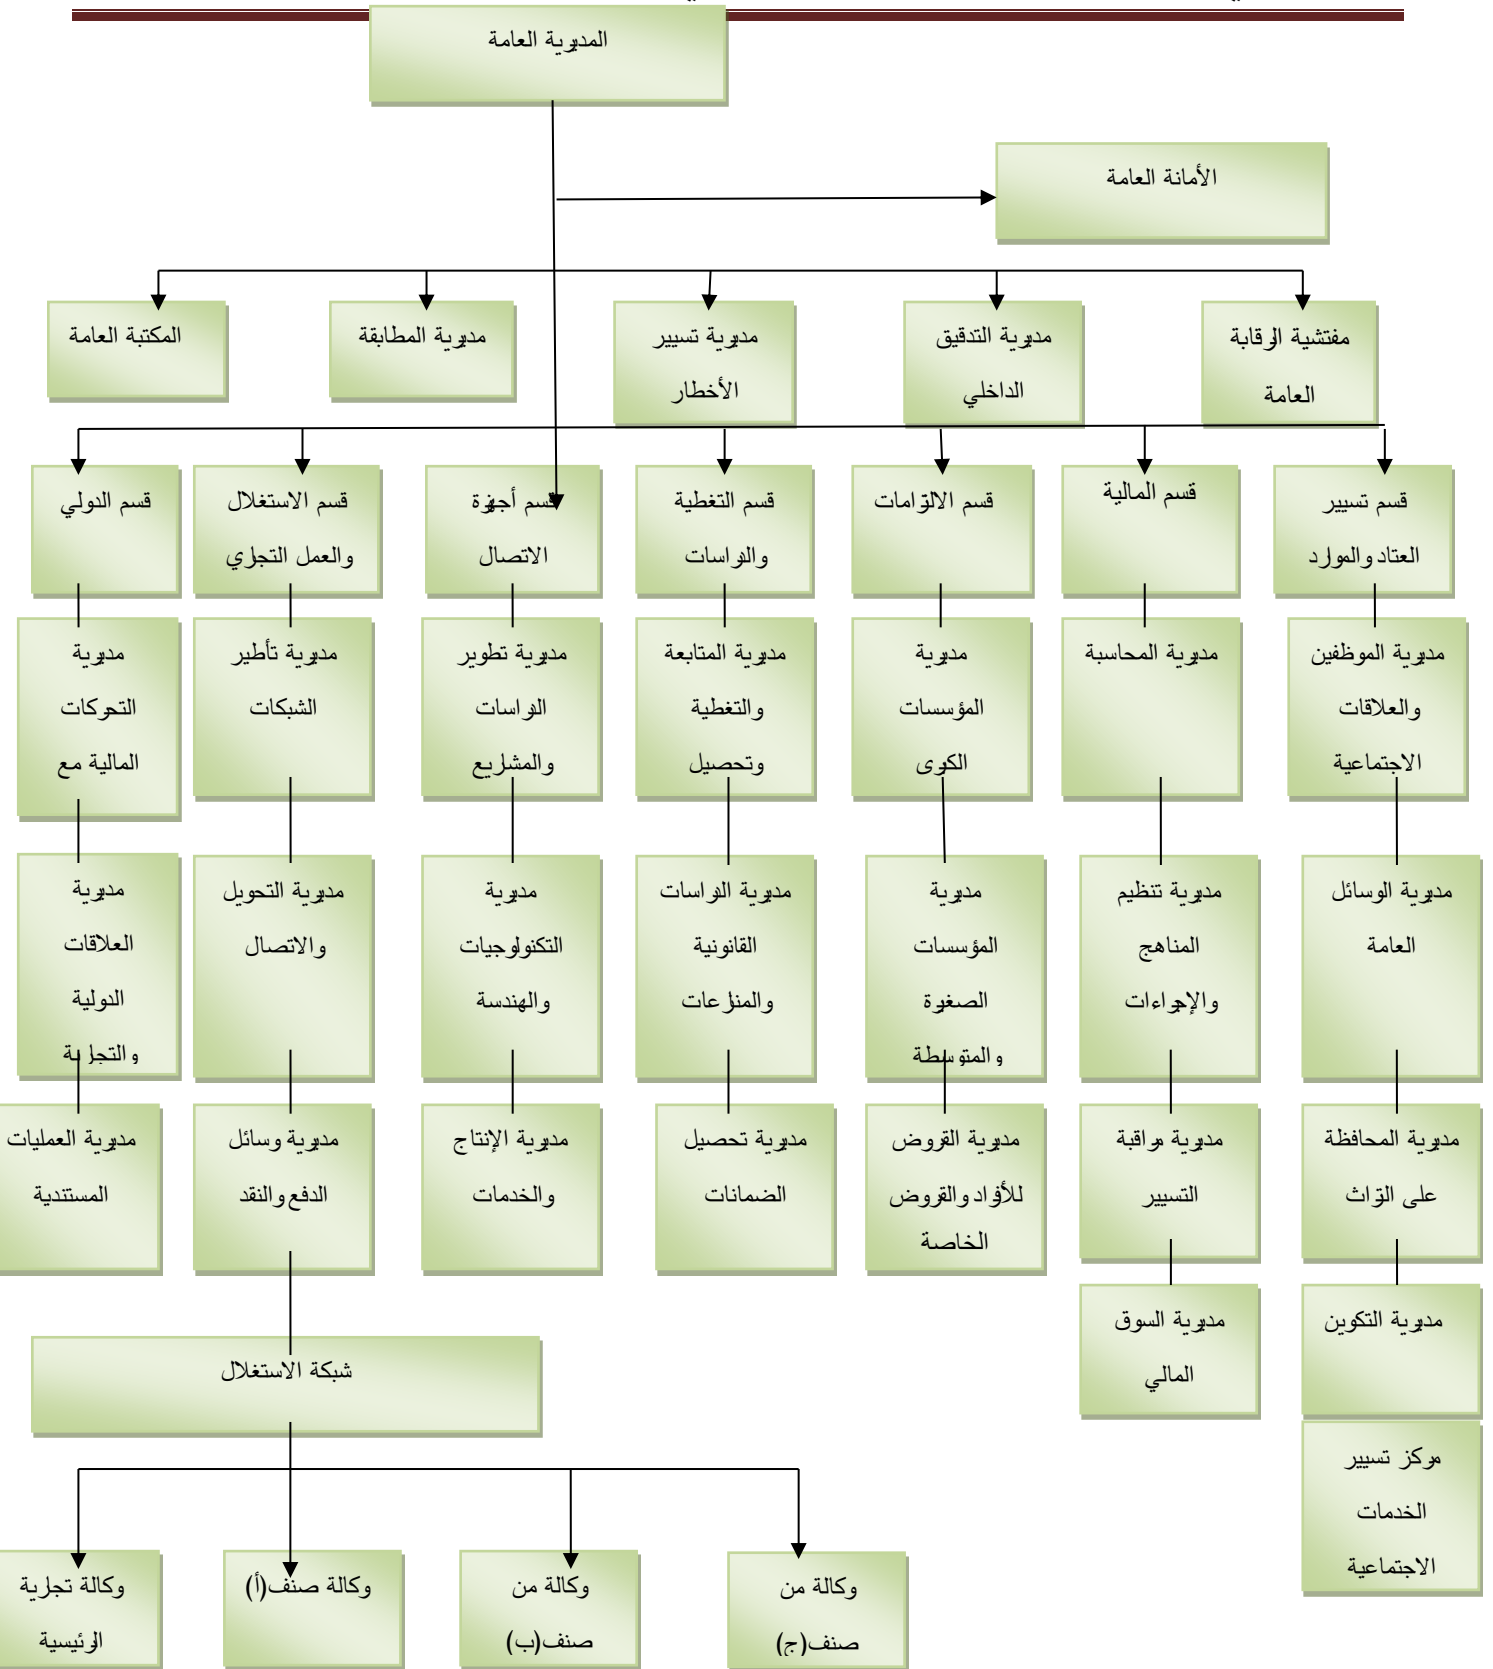 المديرية العامة
الأمانة العامة
مفتشية الرقابة
العامة
مديرية التدقيق
الداخلي
مديرية تسيير
الأخطار
مديرية المطابقة
المكتبة العامة
قسم تسيير
العتاد والموارد
قسم المالية
قسم الالتزامات
قسم التغطية
والدراسات
قسم أجهزة
الاتصال
قسم الاستغلال
والعمل التجاري
قسم الدولي
مديرية الموظفين
والعلاقات
الاجتماعية
مديرية المحاسبة
مديرية
المؤسسات
الكبرى
مديرية المتابعة
والتغطية
وتحصيل
مديرية تطوير
الدراسات
والمشاريع
مديرية تأطير
الشبكات
مديرية
التحركات
المالية مع
مديرية الوسائل
العامة
مديرية تنظيم
المناهج
والإجراءات
مديرية
المؤسسات
الصغيرة
والمتوسطة
مديرية الدراسات
القانونية
والمنازعات
مديرية
التكنولوجيات
والهندسة
مديرية التحويل
والاتصال
مديرية
العلاقات
الدولية
والتجارية
مديرية المحافظة
على التراث
مديرية مراقبة
التسيير
مديرية القروض
للأفراد والقروض
الخاصة
مديرية تحصيل
الضمانات
مديرية الإنتاج
والخدمات
مديرية وسائل
الدفع والنقد
مديرية العمليات
المستندية
مديرية التكوين
مديرية السوق
المالي
شبكة الاستغلال
مركز تسيير
الخدمات
الاجتماعية
وكالة من
صنف(ج)
وكالة من
صنف(ب)
وكالة صنف(أ)
وكالة تجارية
الرئيسية